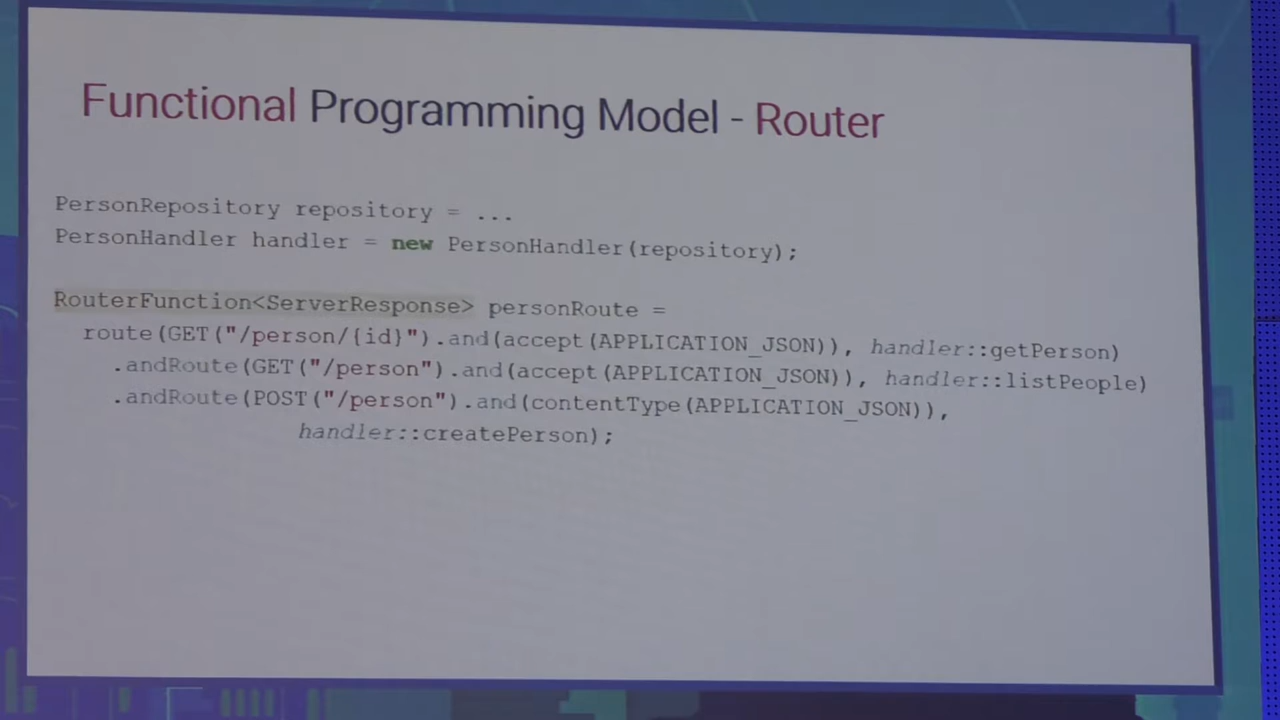 Functional Programming Model - Router
PersonRepository repository = ...
PersonHandler handler = new PersonHandler(repository);
RouterFunction<ServerResponse> personRoute =
route(GET("/person/{id}").and(accept(APPLICATION_JSON)), handler::getPerson)
.andRoute(GET("/person").and(accept(APPLICATION_JSON)), handler::listPeople)
.andRoute(POST("/person").and(contentType(APPLICATION_JSON)),
handler::createPerson);